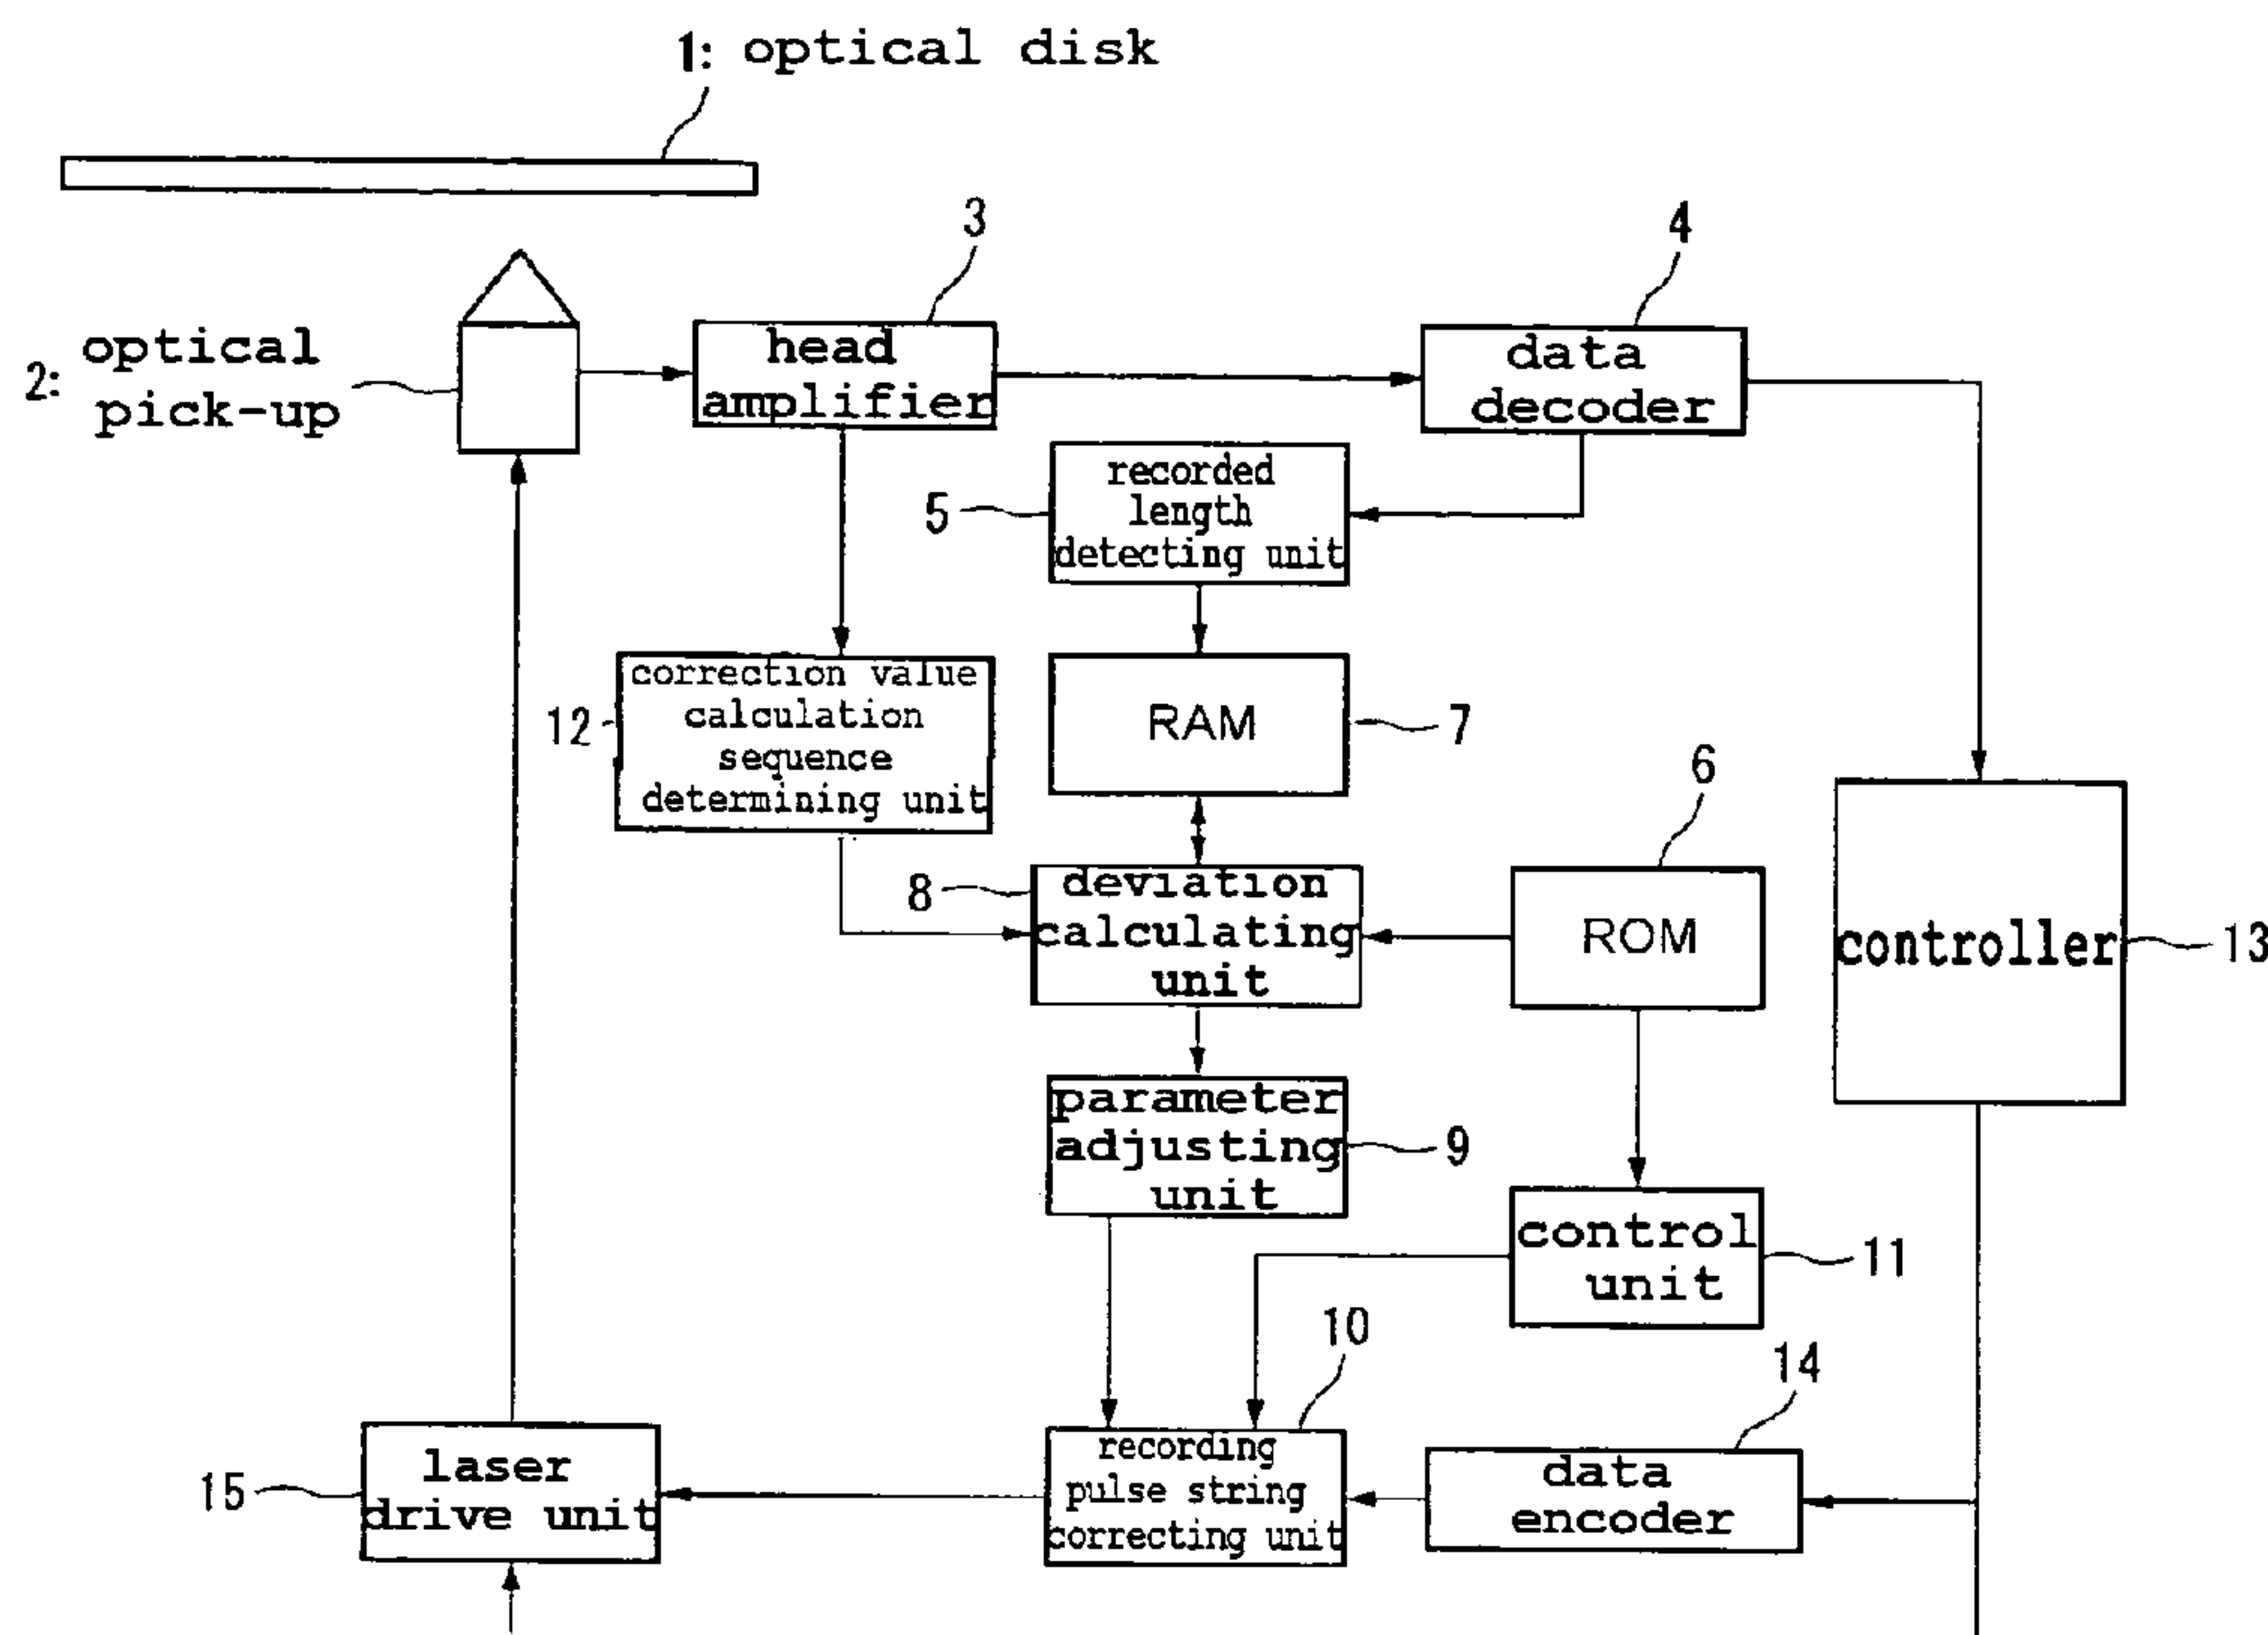 1: optical disk
3
4
2: optical
pick-up
head
amplifier
data
decoder
5
recorded
length
detecting unit
12
correction value
calculation
sequence
determining unit
RAM
7
6
8
deviation
calculating
unit
ROM
controller
13
parameter
adjusting
unit
9
control
unit
11
10
14
15
laser
drive unit
recording
pulse string
correcting unit
data
encoder